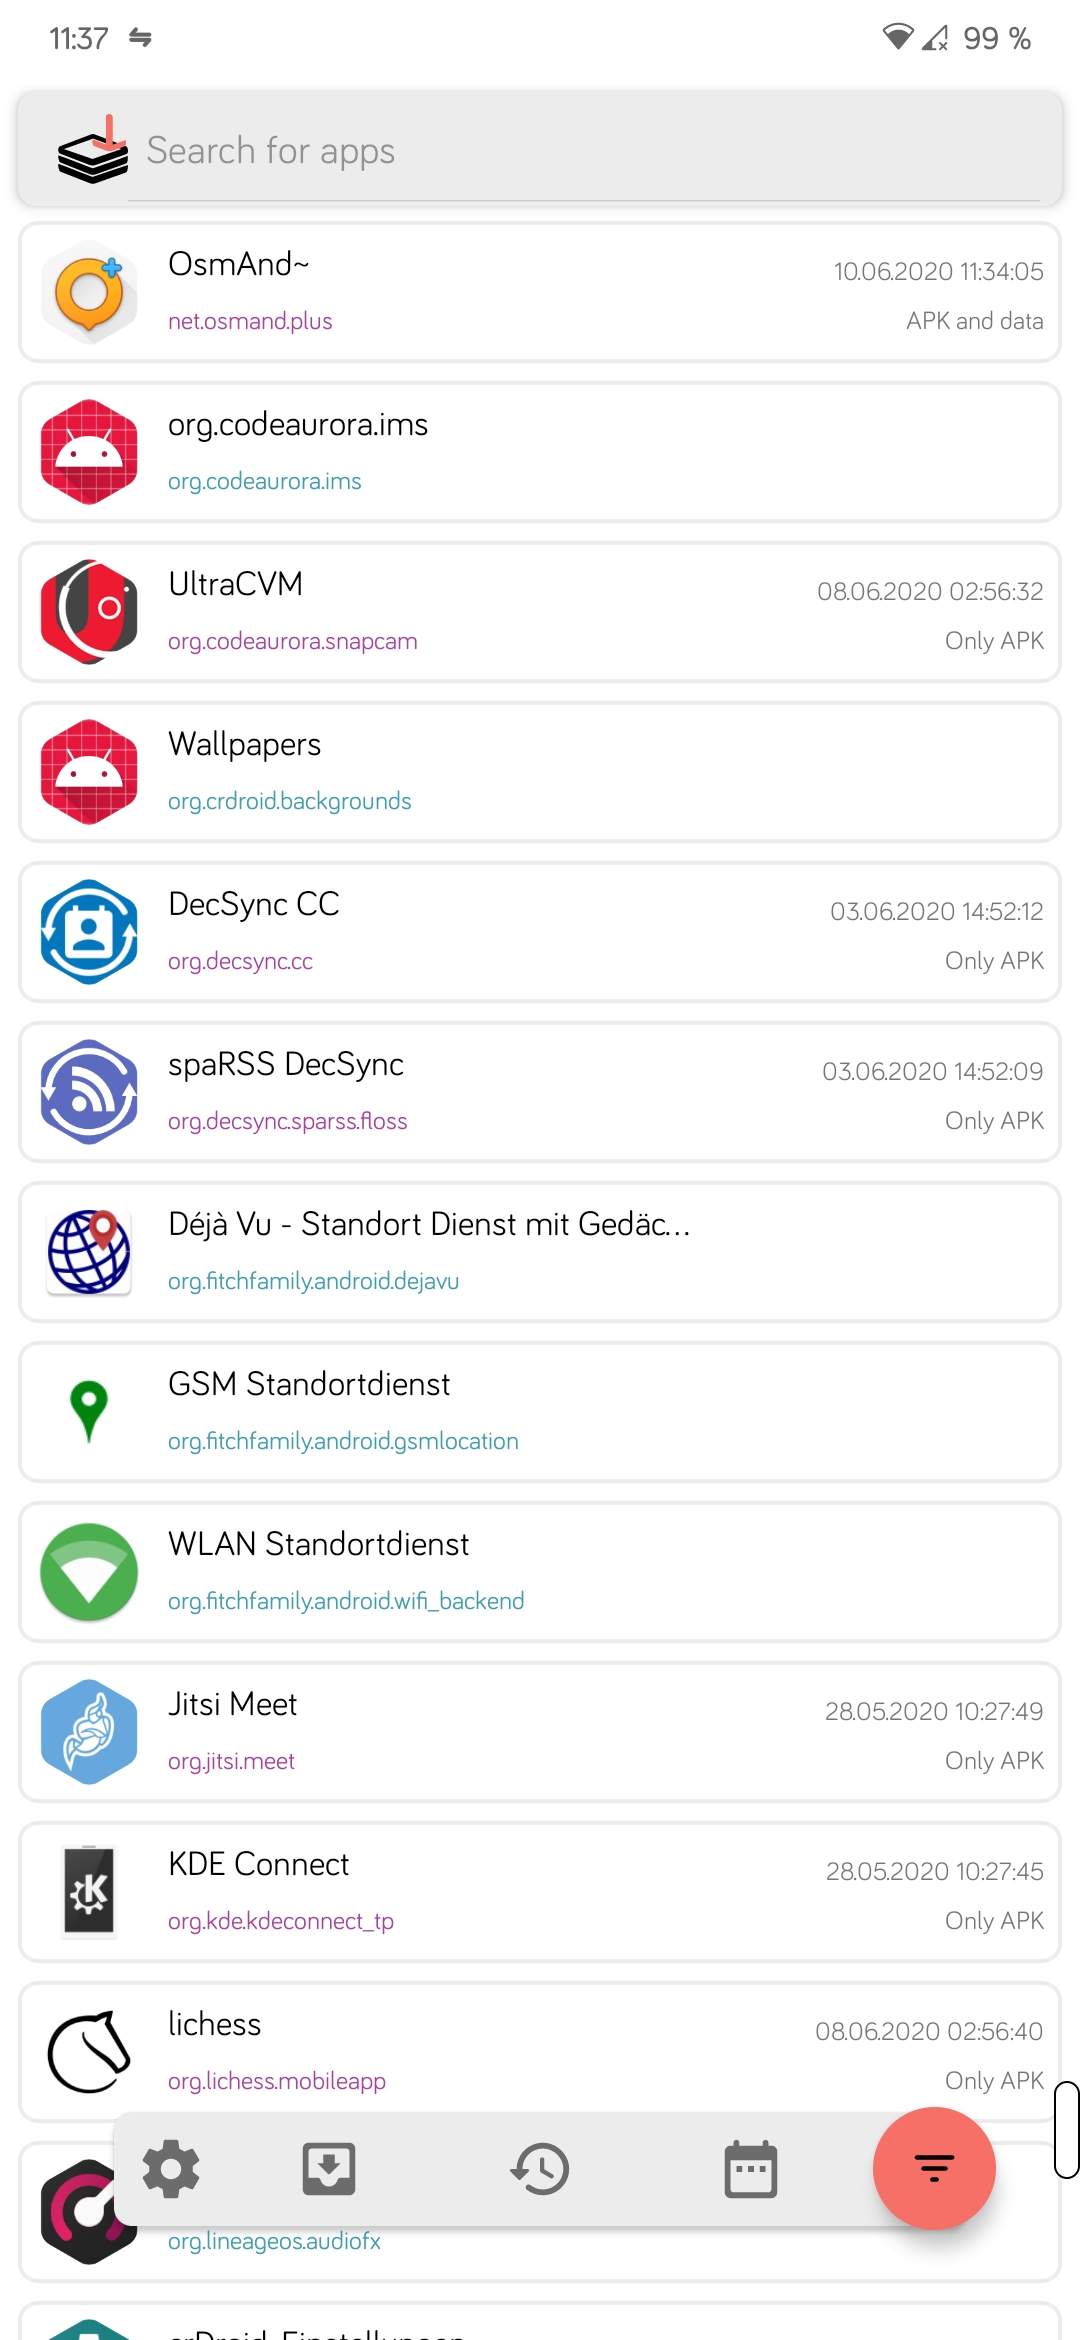 11:37
99 %
Search for apps
OsmAnd~
10.06.2020 11:34:05
net.osmand.plus
APK and data
org.codeaurora.ims
org.codeaurora.ims
UltraCVM
08.06.2020 02:56:32
org.codeaurora.snapcam
Only APK
Wallpapers
org.crdroid.backgrounds
DecSync CC
03.06.2020 14:52:12
org.decsync.cc
Only APK
spaRSS DecSync
03.06.2020 14:52:09
org.decsync.sparss.floss
Only APK
Déjà Vu - Standort Dienst mit Gedäc...
org.fitchfamily.android.dejavu
GSM Standortdienst
org.fitchfamily.android.gsmlocation
WLAN Standortdienst
org.fitchfamily.android.wifi_backend
Jitsi Meet
28.05.2020 10:27:49
org.jitsi.meet
Only APK
KDE Connect
28.05.2020 10:27:45
org.kde.kdeconnect_tp
Only APK
lichess
08.06.2020 02:56:40
org.lichess.mobileapp
Only APK
org.lineageos.audiofx
crDroid-Einstellungen